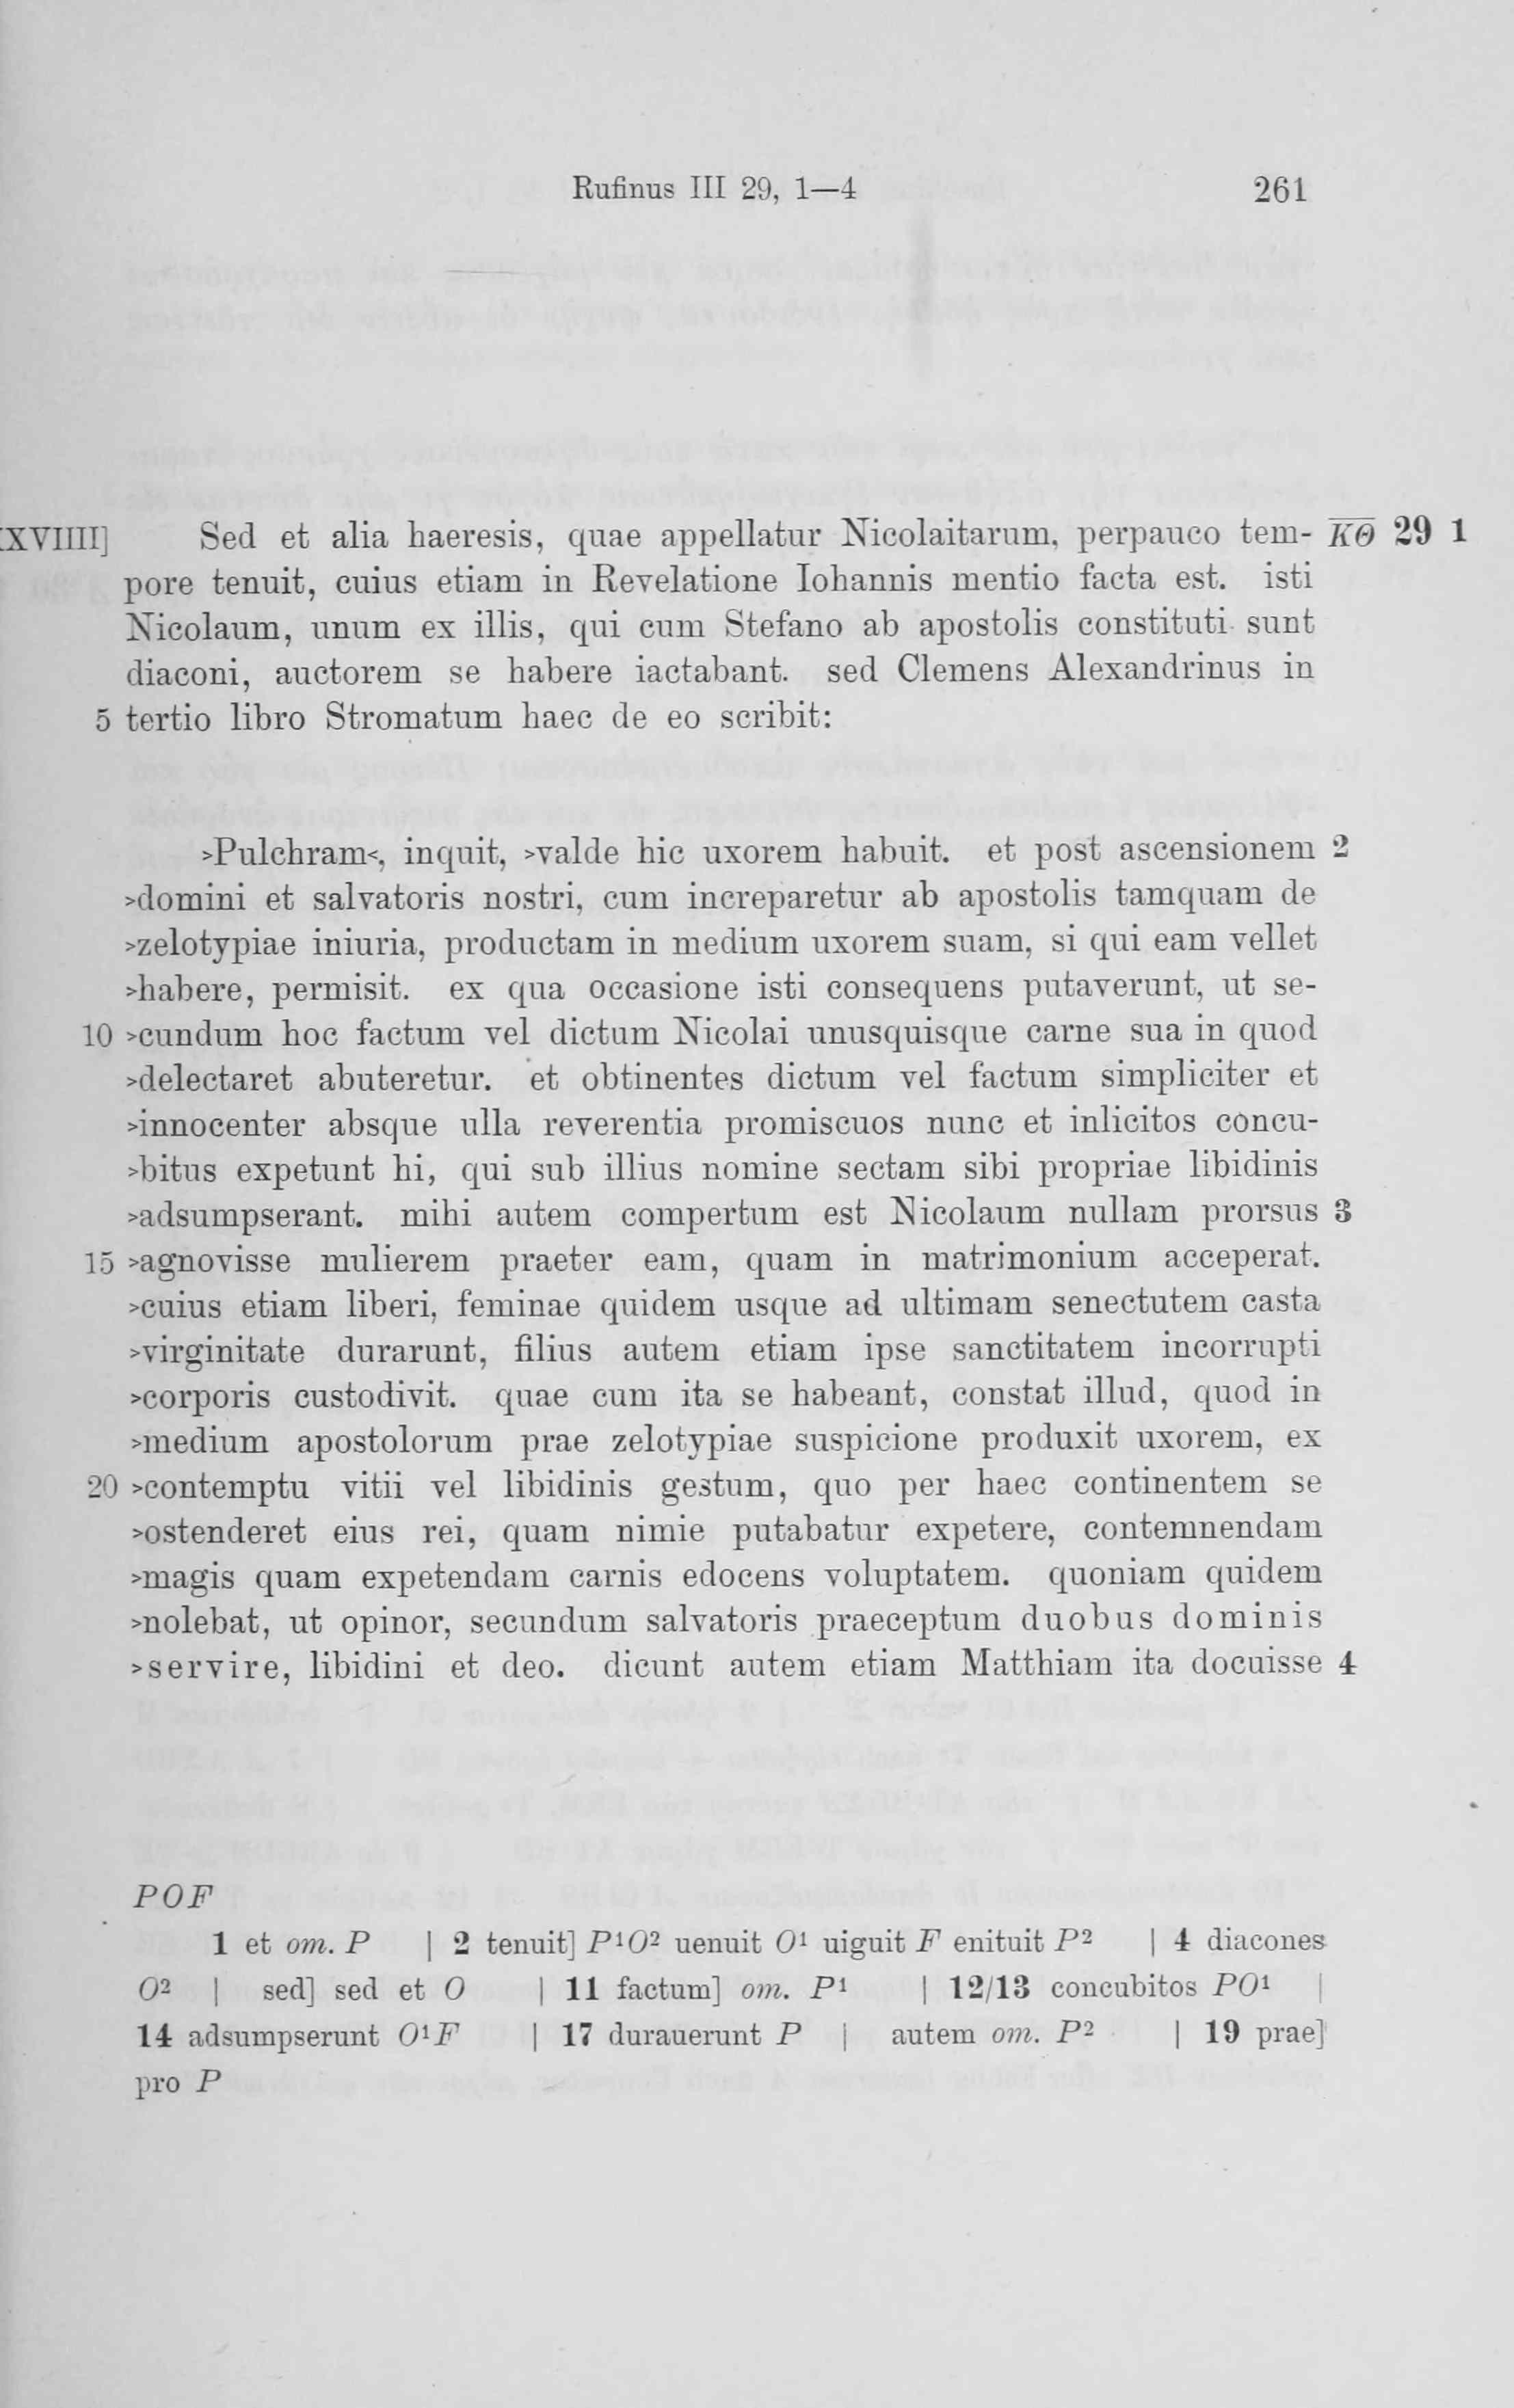 Rufinus III 29, 1—4 261
XVIIII] Sed et alia haeresis, quae appellatur Nicolaitarum, perpauco tem- K̅Θ̅ 29 1
pore tenuit, cuius etiam in Revelatione Iohannis mentio facta est. isti
Nicolaum, unum ex illis, qui cum Stefano ab apostolis constituti sunt
diaconi, auctorem se habere iactabant. sed Clemens Alexandrinus in
5 tertio libro Stromatum haec de eo scribit:
>Pulchram<, inquit, >valde hic uxorem habuit. et post ascensionem 2
>domini et salvatoris nostri, cum increparetur ab apostolis tamquam de
>zelotypiae iniuria, productam in medium uxorem suam, si qui eam vellet
>habere, permisit. ex qua occasione isti consequens putaverunt, ut se-
10 >cundum hoc factum vel dictum Nicolai unusquisque carne sua in quod
>delectaret abuteretur. et obtinentes dictum vel factum simpliciter et
>innocenter absque ulla reverentia promiscuos nunc et inlicitos concu-
>bitus expetunt hi, qui sub illius nomine sectam sibi propriae libidinis
>adsumpserant. mihi autem compertum est Nicolaum nullam prorsus 3
15 >agnovisse mulierem praeter eam, quam in matrimonium acceperat.
>cuius etiam liberi, feminae quidem usque ad ultimam senectutem casta
>virginitate durarunt, filius autem etiam ipse sanctitatem incorrupti
>corporis custodivit. quae cum ita se habeant, constat illud, quod in
>medium apostolorum prae zelotypiae suspicione produxit uxorem, ex
20 >contemptu vitii vel libidinis gestum, quo per haec continentem se
>ostenderet eius rei, quam nimie putabatur expetere, contemnendam
>magis quam expetendam carnis edocens voluptatem. quoniam quidem
>nolebat, ut opinor, secundum salvatoris praeceptum duobus dominis
>servire, libidini et deo. dicunt autem etiam Matthiam ita docuisse 4
POF
1 et om. P | 2 tenuit] P¹O² uenuit O¹ uiguit F enituit P² | 4 diacones
O² | sed] sed et O | 11 factum] om. P¹ | 12/13 concubitos PO¹ |
14 adsumpserunt O¹F | 17 durauerunt P | autem om. P² | 19 prae]
pro P